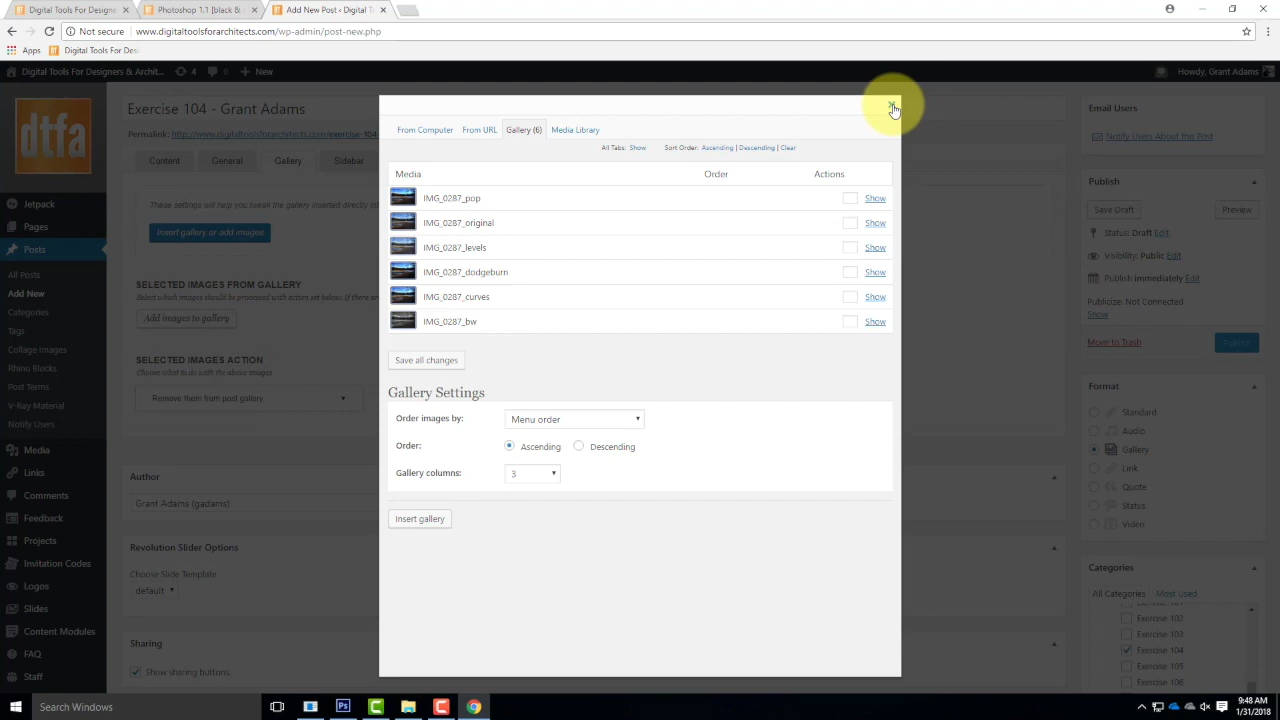 Digital Tools For Designe
Photoshop 1.1 [black &
Add New Post ‹ Digital T
Not secure
www.digitaltoolsforarchitects.com/wp-admin/post-new.php
Apps
Digital Tools For Desi
Digital Tools For Designers & Archit...
4
0
New
Howdy, Grant Adams
dtfa
Exercise 104 - Grant Adams
Permalink: http://www.digitaltoolsforarchitects.com/exercise-104
Content
General
Gallery
Sidebar
These settings will help you tweak the gallery inserted directly
Insert gallery or add images
SELECTED IMAGES FROM GALLERY
which images should be processed with action set below. If there ar
Add images to gallery
SELECTED IMAGES ACTION
Choose what to do with the above images
Remove them from post gallery
Author
Grant Adams (gadams)
Revolution Slider Options
Choose Slide Template
default
Sharing
Show sharing buttons.
Jetpack
Pages
Posts
All Posts
Add New
Categories
Tags
Collage Images
Rhino Blocks
Post Terms
V-Ray Material
Notify Users
Media
Links
Comments
Feedback
Projects
Invitation Codes
Logos
Slides
Content Modules
FAQ
Staff
From Computer
From URL
Gallery (6)
Media Library
All Tabs: Show
Sort Order: Ascending | Descending | Clear
Media
Order
Actions
IMG_0287_pop
Show
IMG_0287_original
Show
IMG_0287_levels
Show
IMG_0287_dodgeburn
Show
IMG_0287_curves
Show
IMG_0287_bw
Show
Save all changes
Gallery Settings
Order images by:
Menu order
Order:
Ascending
Descending
Gallery columns:
3
Insert gallery
Email Users
Notify Users About this Post
Publish
Save Draft
Preview
Status: Draft Edit
Visibility: Public Edit
Publish immediately Edit
Publicize: Not Connected
Show
Move to Trash
Publish
Format
Standard
Audio
Gallery
Link
Quote
Status
Video
Categories
All Categories
Most Used
Exercise 102
Exercise 103
Exercise 104
Exercise 105
Exercise 106
Search Windows
9:48 AM
1/31/2018